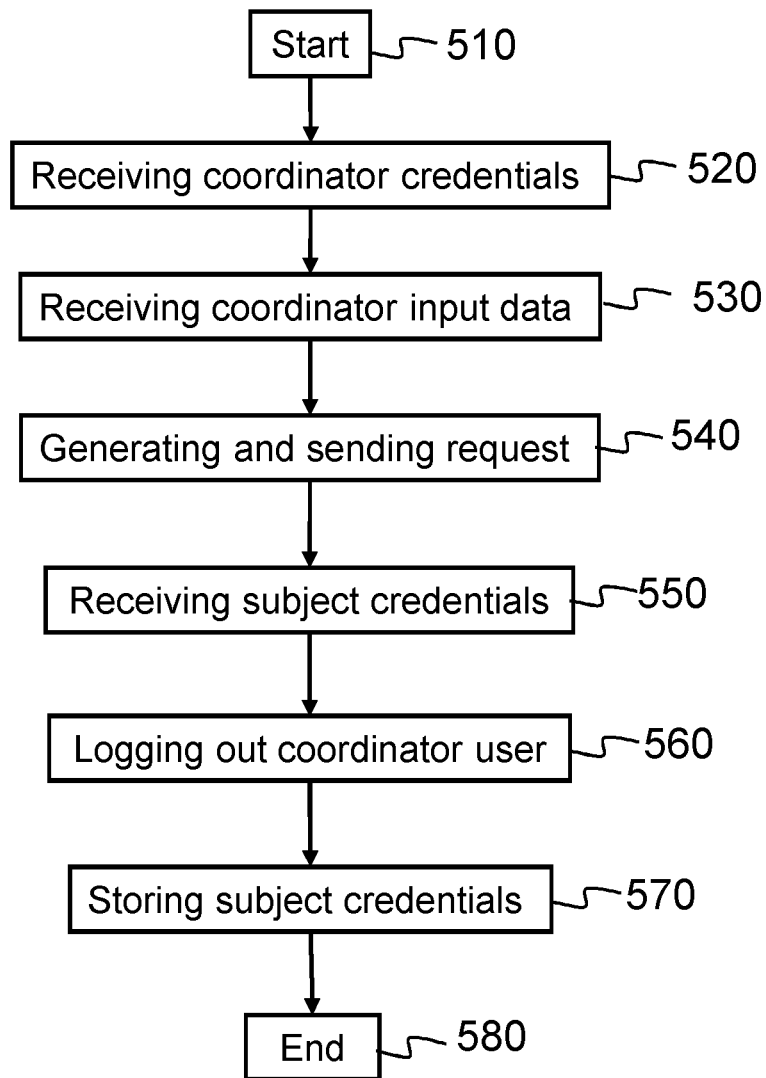 Start 510
Receiving coordinator credentials 520
Receiving coordinator input data 530
Generating and sending request 540
Receiving subject credentials 550
Logging out coordinator user 560
Storing subject credentials 570
End 580